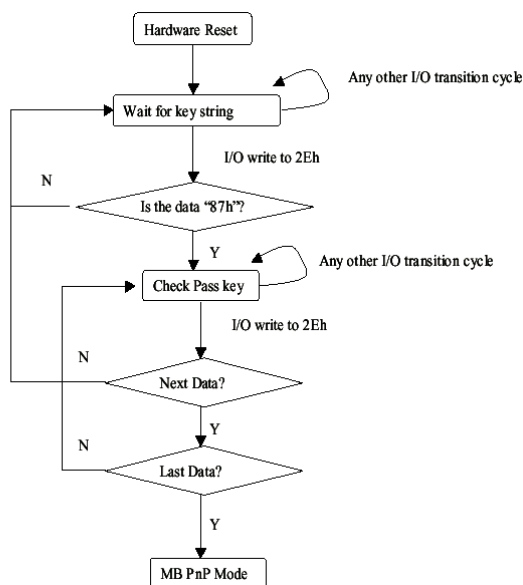 Hardware Reset
Any other I/O transition cycle
Wait for key string
I/O write to 2Eh
N
Is the data “87h”?
Y
Any other I/O transition cycle
Check Pass key
I/O write to 2Eh
N
Next Data?
Y
N
Last Data?
Y
MB PnP Mode